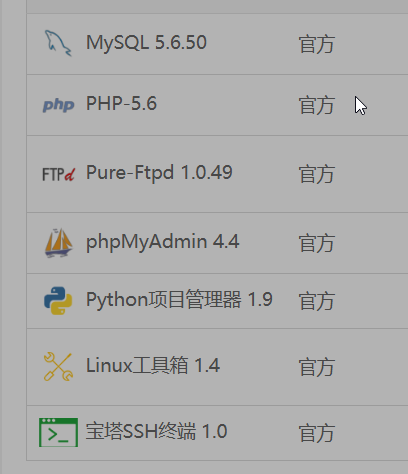 MySQL 5.6.50 官方
php PHP-5.6 官方
FTPd Pure-Ftpd 1.0.49 官方
phpMyAdmin 4.4 官方
Python项目管理器 1.9 官方
Linux工具箱 1.4 官方
>_ 宝塔SSH终端 1.0 官方